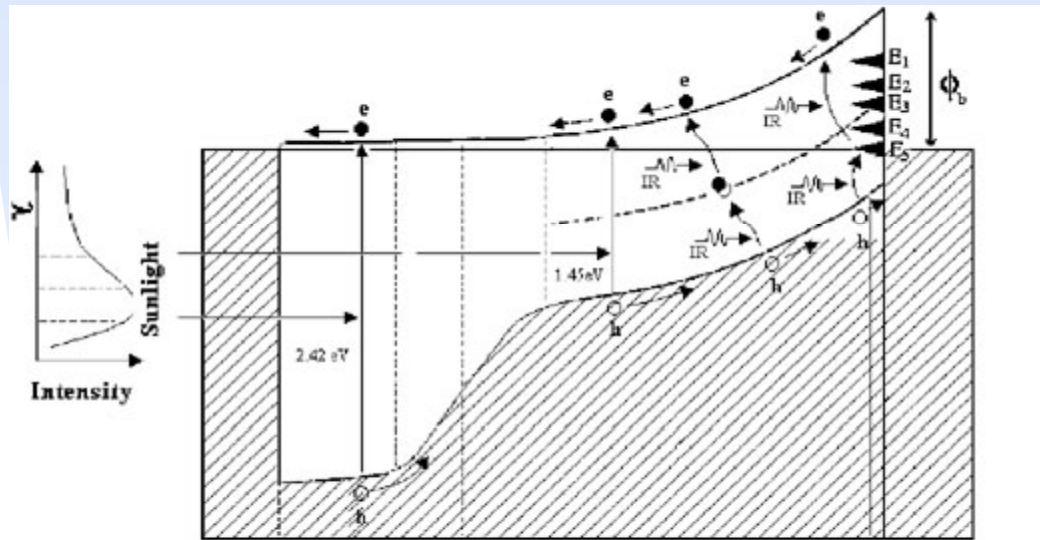 e
e
e
e
E1
E2
E3
E4
E5
ϕb
IR
IR
IR
IR
λ
Sunlight
Intensity
1.45eV
2.42 eV
h
h
h
h